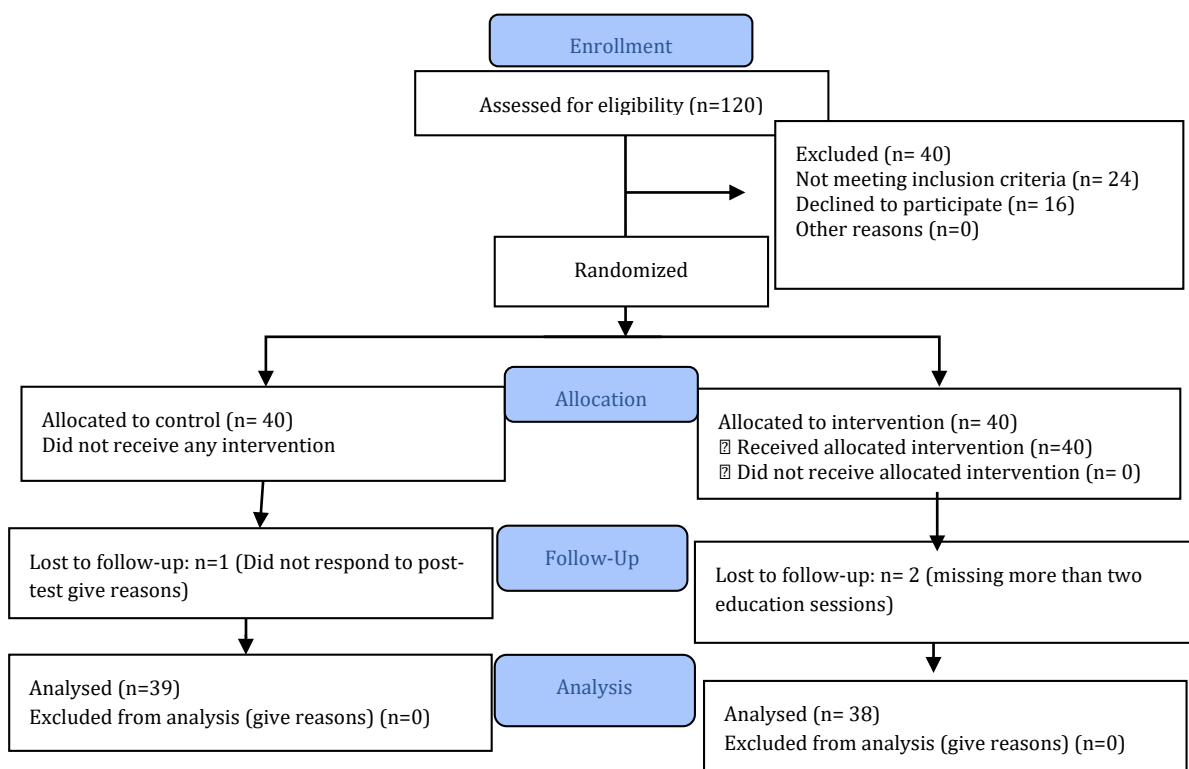 Enrollment
Assessed for eligibility (n=120)
Excluded (n= 40)
Not meeting inclusion criteria (n= 24)
Declined to participate (n= 16)
Other reasons (n=0)
Randomized
Allocation
Allocated to control (n= 40)
Did not receive any intervention
Allocated to intervention (n= 40)
⍰ Received allocated intervention (n=40)
⍰ Did not receive allocated intervention (n= 0)
Follow-Up
Lost to follow-up: n=1 (Did not respond to post-
test give reasons)
Lost to follow-up: n= 2 (missing more than two
education sessions)
Analysis
Analysed (n=39)
Excluded from analysis (give reasons) (n=0)
Analysed (n= 38)
Excluded from analysis (give reasons) (n=0)